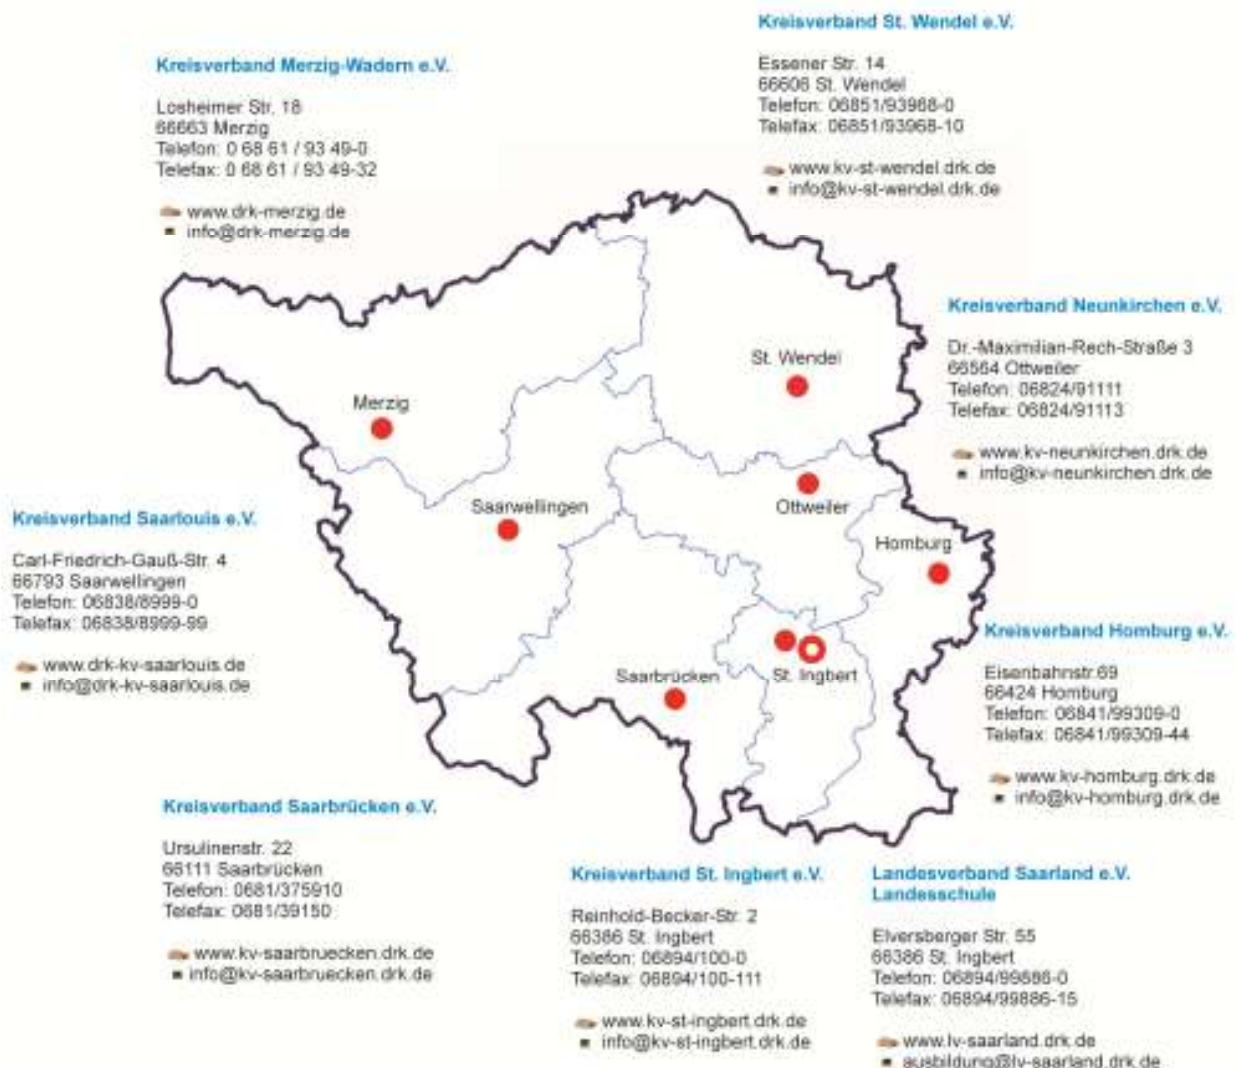 Kreisverband St. Wendel e.V.
Essener Str. 14
66606 St. Wendel
Telefon: 06851/93968-0
Telefax: 06851/93968-10
www.kv-st-wendel.drk.de
info@kv-st-wendel.drk.de
Kreisverband Merzig-Wadern e.V.
Losheimer Str. 18
66663 Merzig
Telefon: 0 68 61 / 93 49-0
Telefax: 0 68 61 / 93 49-32
www.drk-merzig.de
info@drk-merzig.de
Kreisverband Neunkirchen e.V.
Dr.-Maximilian-Rech-Straße 3
66564 Ottweiler
Telefon: 06824/91111
Telefax: 06824/91113
www.kv-neunkirchen.drk.de
info@kv-neunkirchen.drk.de
St. Wendel
Merzig
Saarwellingen
Ottweiler
Homburg
Saarbrücken
St. Ingbert
Kreisverband Saarlouis e.V.
Carl-Friedrich-Gauß-Str. 4
66793 Saarwellingen
Telefon: 06838/8999-0
Telefax: 06838/8999-99
www.drk-kv-saarlouis.de
info@drk-kv-saarlouis.de
Kreisverband Homburg e.V.
Eisenbahnstr.69
66424 Homburg
Telefon: 06841/99309-0
Telefax: 06841/99309-44
www.kv-homburg.drk.de
info@kv-homburg.drk.de
Kreisverband Saarbrücken e.V.
Ursulinenstr. 22
66111 Saarbrücken
Telefon: 0681/375910
Telefax: 0681/39150
www.kv-saarbruecken.drk.de
info@kv-saarbruecken.drk.de
Kreisverband St. Ingbert e.V.
Reinhold-Becker-Str. 2
66386 St. Ingbert
Telefon: 06894/100-0
Telefax: 06894/100-111
www.kv-st-ingbert.drk.de
info@kv-st-ingbert.drk.de
Landesverband Saarland e.V.
Landesschule
Elversberger Str. 55
66386 St. Ingbert
Telefon: 06894/99886-0
Telefax: 06894/99886-15
www.lv-saarland.drk.de
ausbildung@lv-saarland.drk.de